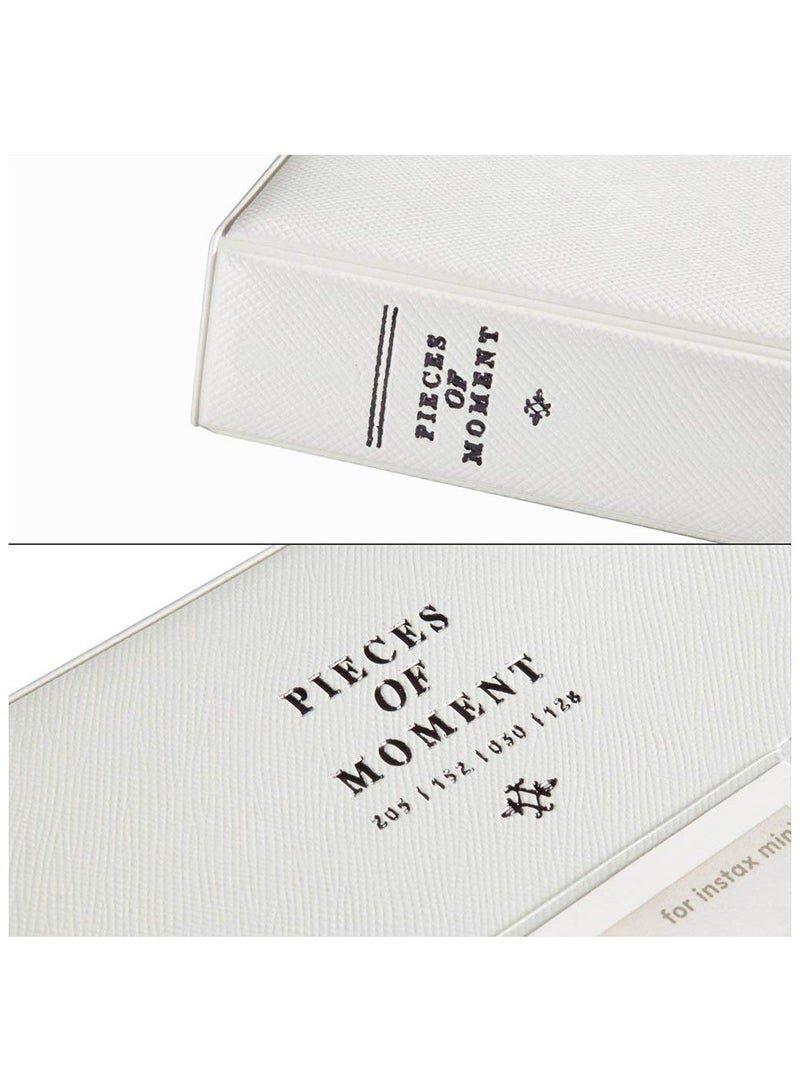 PIECES
OF
MOMENT
PIECES
OF
MOMENT
205 / 152 / 030 / 128
for instax mini